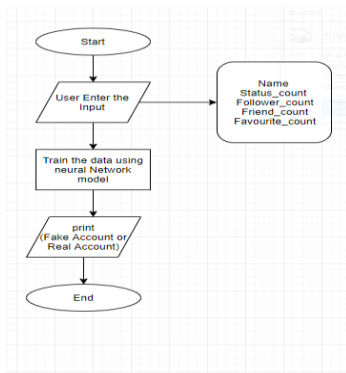 Start
User Enter the
Input
Name
Status_count
Follower_count
Friend_count
Favourite_count
Train the data using
neural Network
model
print
(Fake Account or
Real Account)
End